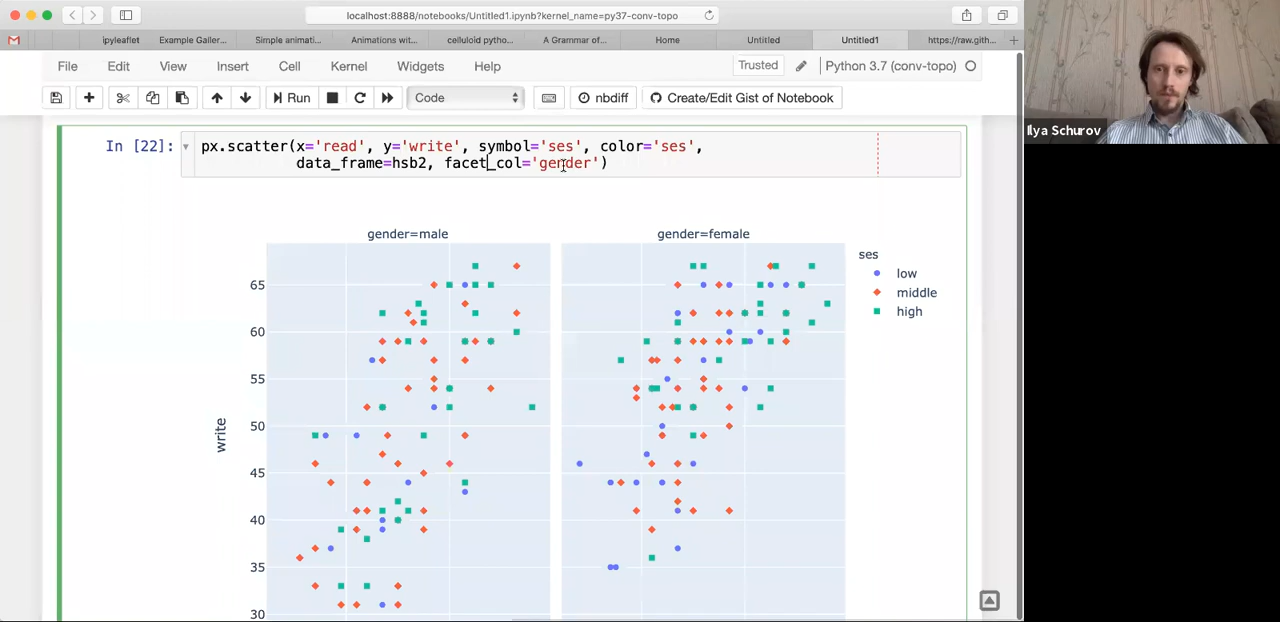 localhost:8888/notebooks/Untitled1.ipynb?kernel_name=py37-conv-topo
ipyleaflet Example Galler... Simple animati... Animations wit... celluloid pytho... A Grammar of... Home Untitled Untitled1 https://raw.gith...
File Edit View Insert Cell Kernel Widgets Help Trusted Python 3.7 (conv-topo)
Run Code nbdiff Create/Edit Gist of Notebook
Ilya Schurov
In [22]: px.scatter(x='read', y='write', symbol='ses', color='ses',
data_frame=hsb2, facet_col='gender')
gender=male gender=female
ses
low
middle
high
65
60
55
50
45
40
35
30
write